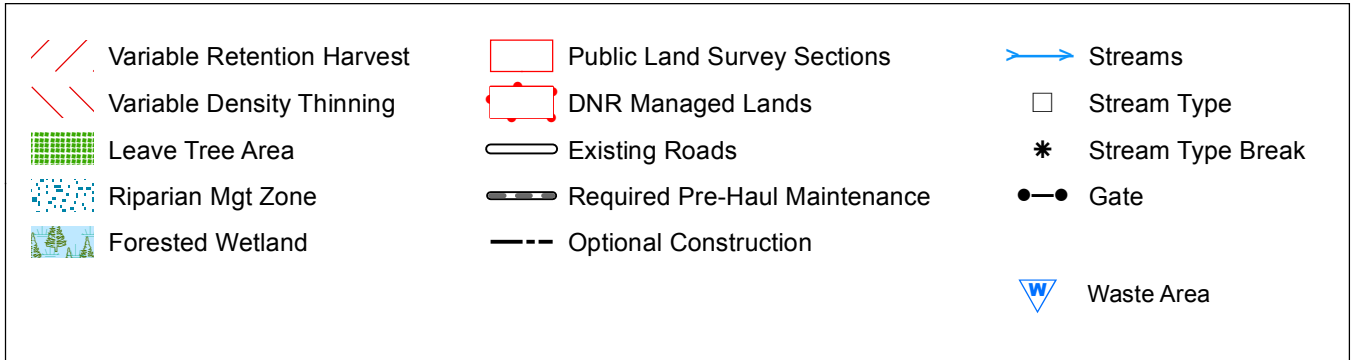 Variable Retention Harvest
Variable Density Thinning
Leave Tree Area
Riparian Mgt Zone
Forested Wetland
Public Land Survey Sections
DNR Managed Lands
Existing Roads
Required Pre-Haul Maintenance
Optional Construction
Streams
Stream Type
Stream Type Break
Gate
W Waste Area